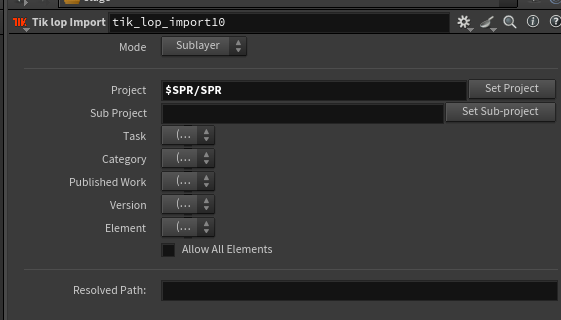 TIK Tik lop Import tik_lop_import10
Mode Sublayer
Project $SPR/SPR Set Project
Sub Project Set Sub-project
Task (...
Category (...
Published Work (...
Version (...
Element (...
Allow All Elements
Resolved Path: